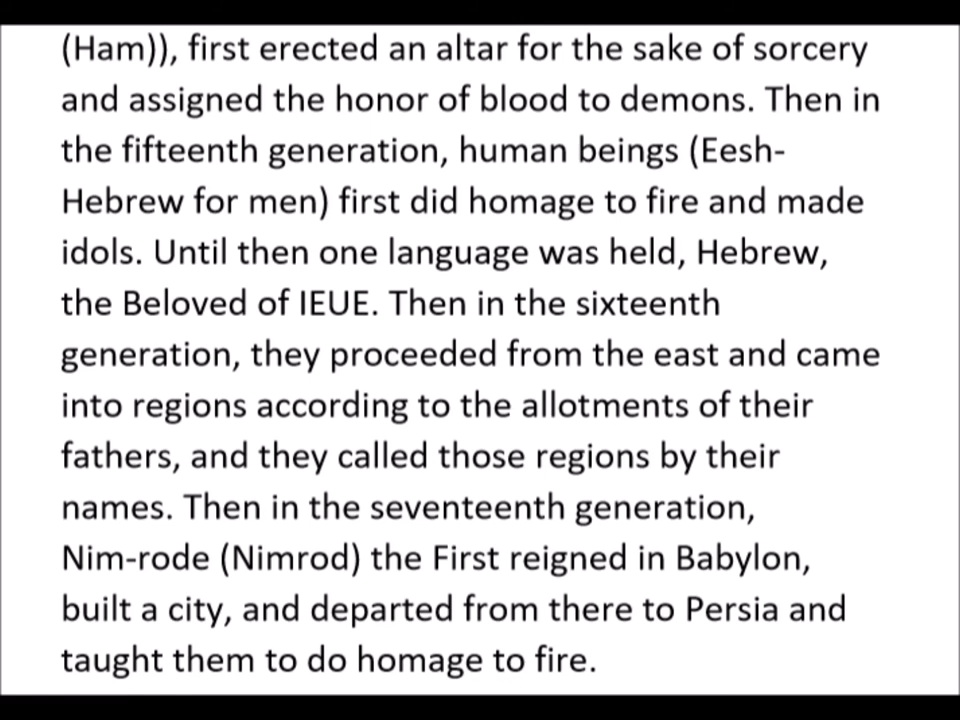 (Ham)), first erected an altar for the sake of sorcery
and assigned the honor of blood to demons. Then in
the fifteenth generation, human beings (Eesh-
Hebrew for men) first did homage to fire and made
idols. Until then one language was held, Hebrew,
the Beloved of IEUE. Then in the sixteenth
generation, they proceeded from the east and came
into regions according to the allotments of their
fathers, and they called those regions by their
names. Then in the seventeenth generation,
Nim-rode (Nimrod) the First reigned in Babylon,
built a city, and departed from there to Persia and
taught them to do homage to fire.